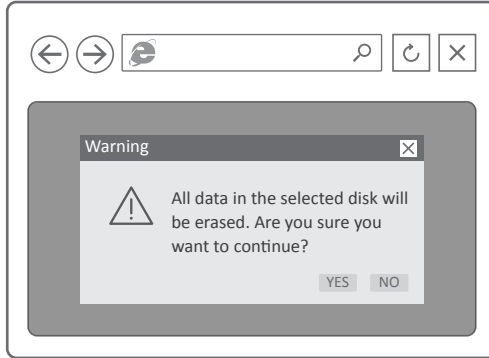 Warning
All data in the selected disk will
be erased. Are you sure you
want to continue?
YES NO